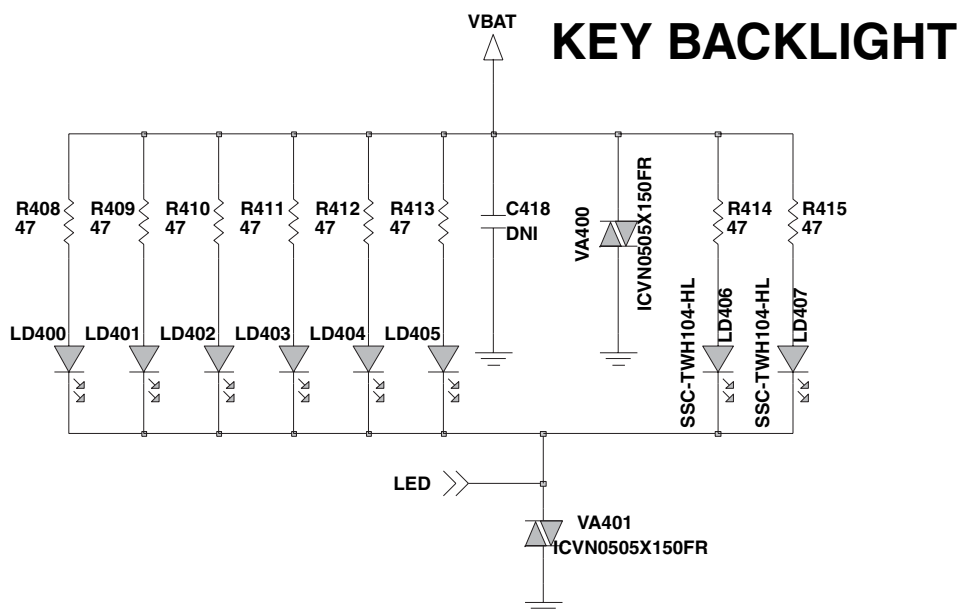 VBAT
KEY BACKLIGHT
R408
47
R409
47
R410
47
R411
47
R412
47
R413
47
C418
DNI
VA400
ICVN0505X150FR
R414
47
R415
47
LD400
LD401
LD402
LD403
LD404
LD405
SSC-TWH104-HL
LD406
SSC-TWH104-HL
LD407
LED
VA401
ICVN0505X150FR